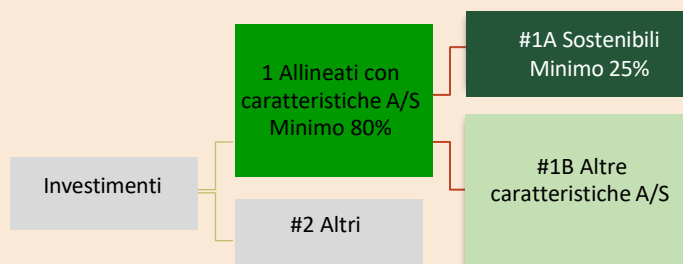 Investimenti
1 Allineati con
caratteristiche A/S
Minimo 80%
#2 Altri
#1A Sostenibili
Minimo 25%
#1B Altre
caratteristiche A/S